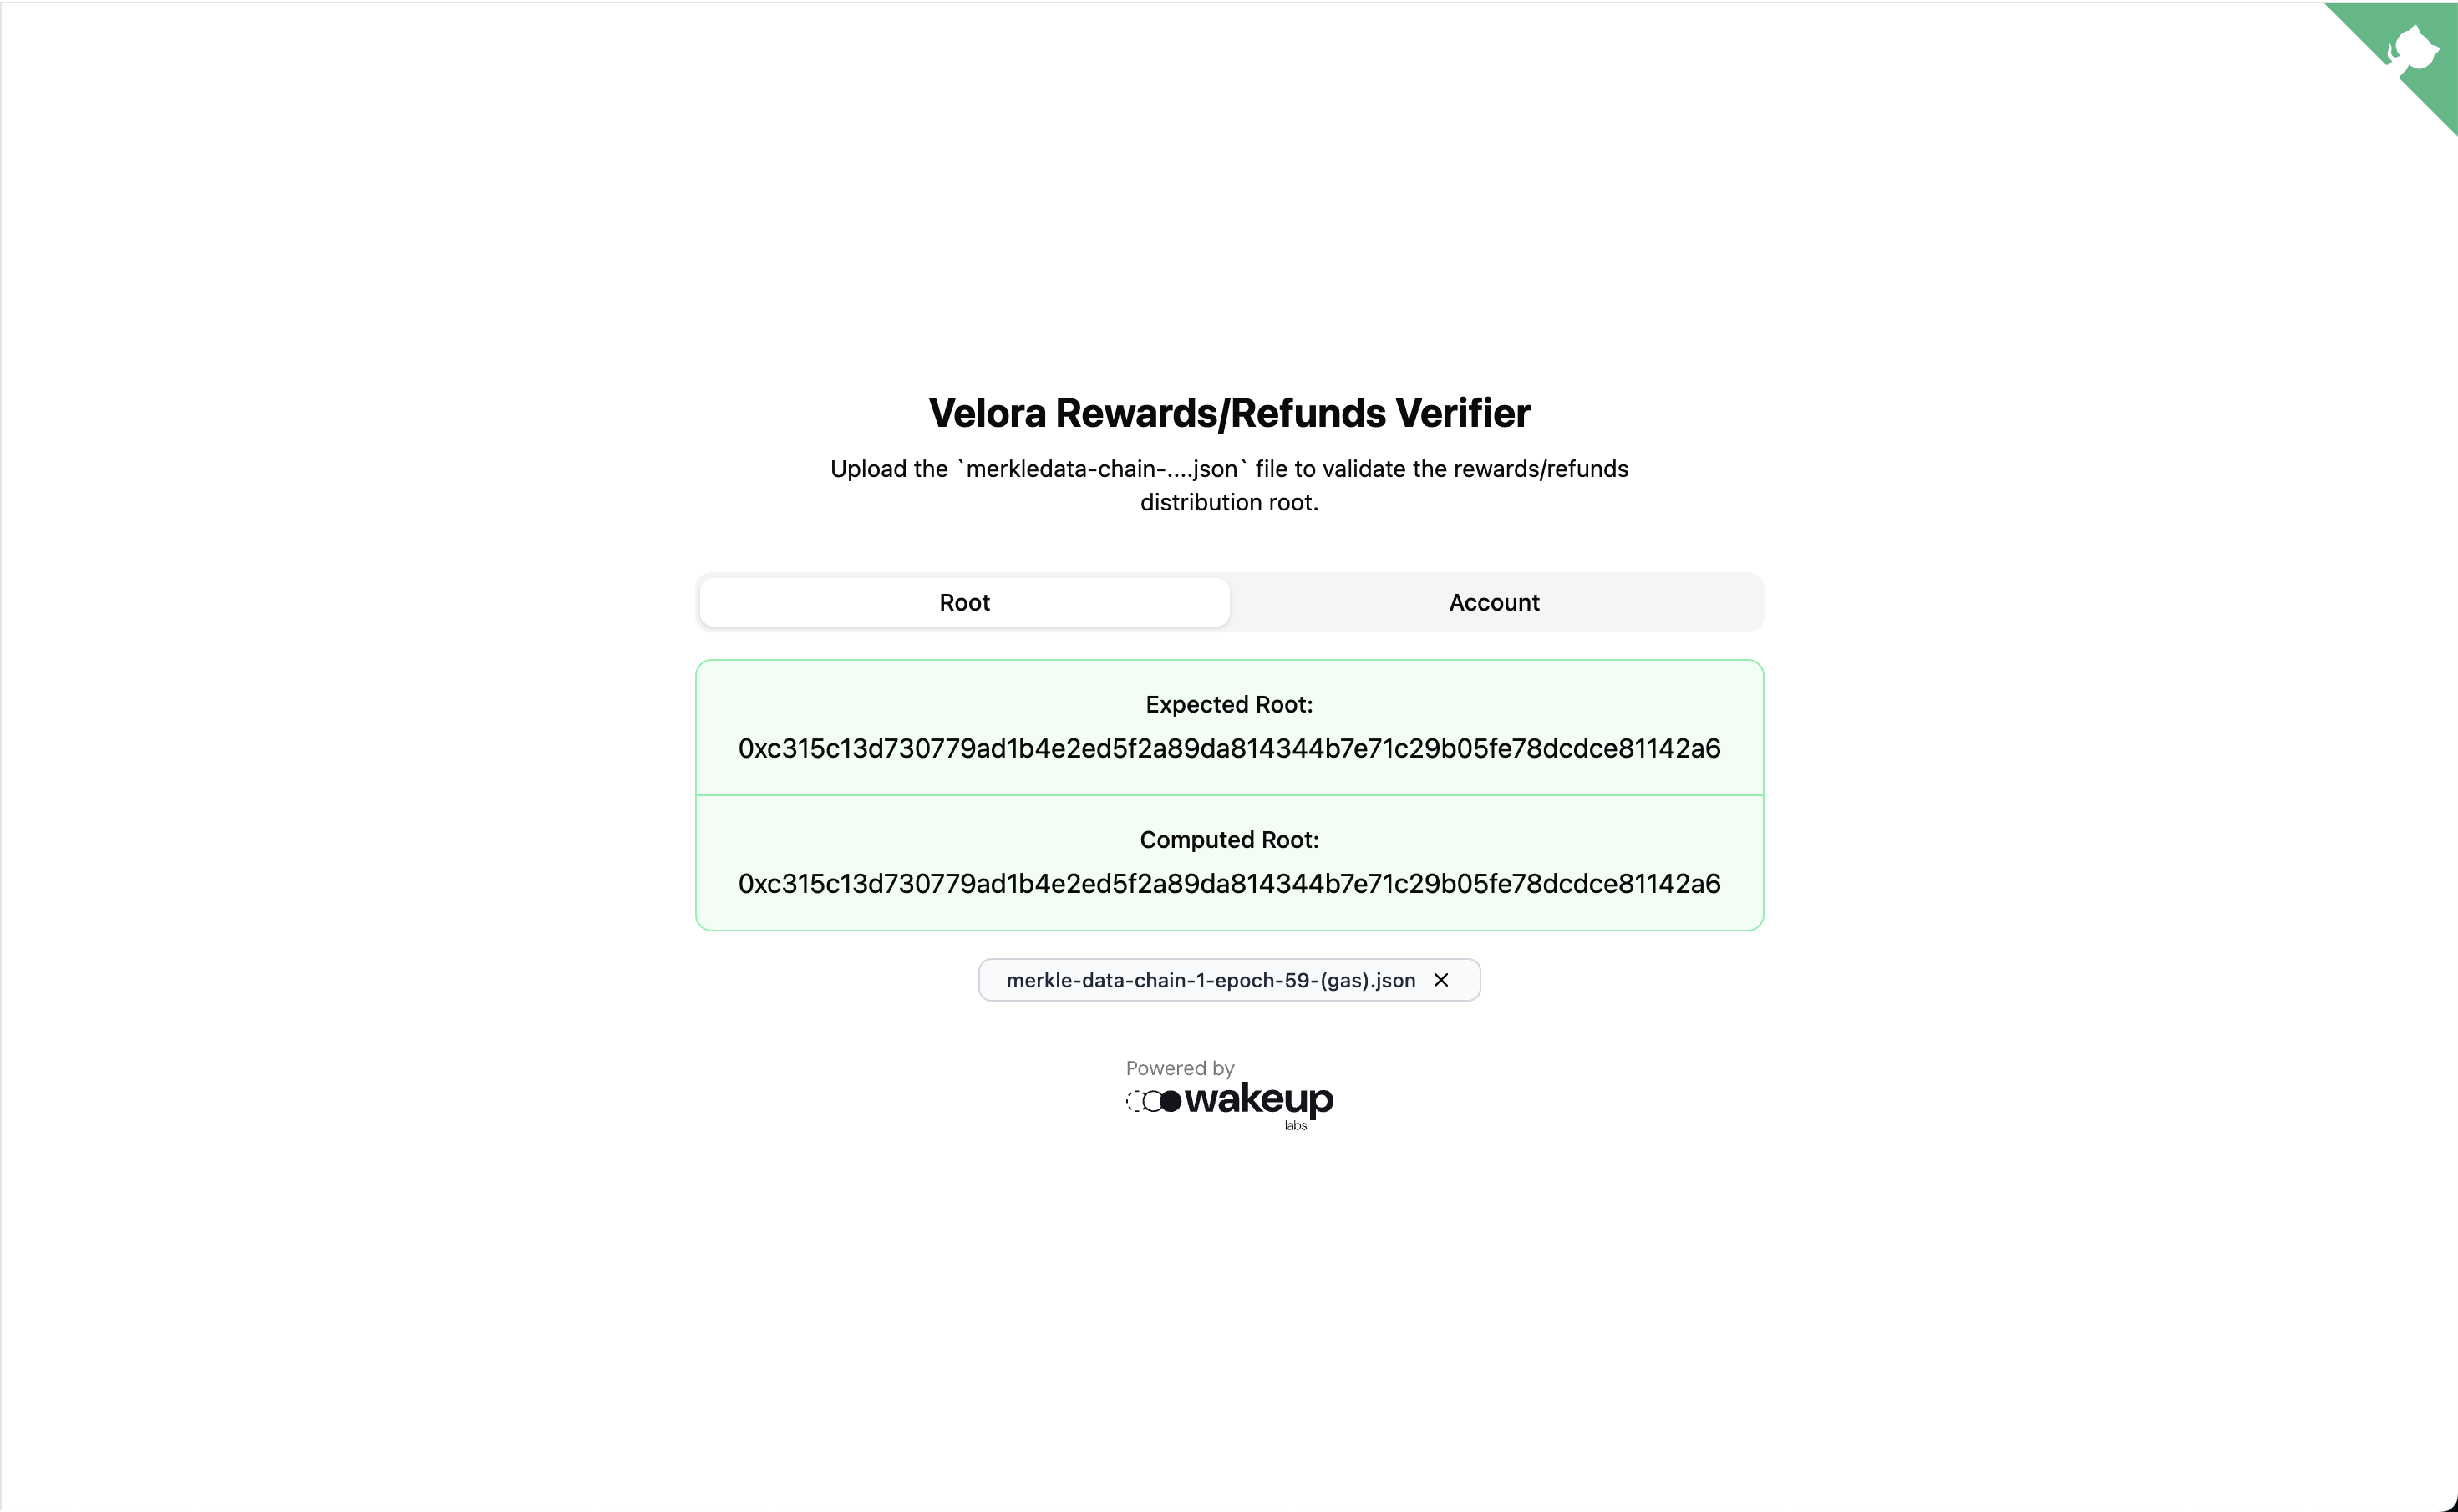 Velora Rewards/Refunds Verifier
Upload the `merkledata-chain-....json` file to validate the rewards/refunds
distribution root.
Root
Account
Expected Root:
0xc315c13d730779ad1b4e2ed5f2a89da814344b7e71c29b05fe78dcdce81142a6
Computed Root:
0xc315c13d730779ad1b4e2ed5f2a89da814344b7e71c29b05fe78dcdce81142a6
merkle-data-chain-1-epoch-59-(gas).json
Powered by
wakeup
labs